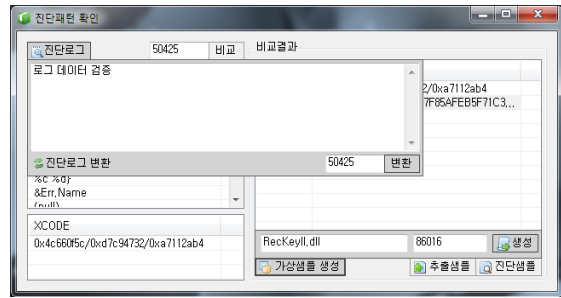 진단패턴 확인
진단로그 50425 비교 비교결과
로그 데이터 검증
2/0xa7112ab4
7F85AFEB5F71C3,,,
진단로그 변환 50425 변환
%c %d}
&Err,Name
(null)
XCODE
0x4c660f5c/0xd7c94732/0xa7112ab4
RecKeyII,dll 86016 생성
가상샘플 생성 추출샘플 진단샘플